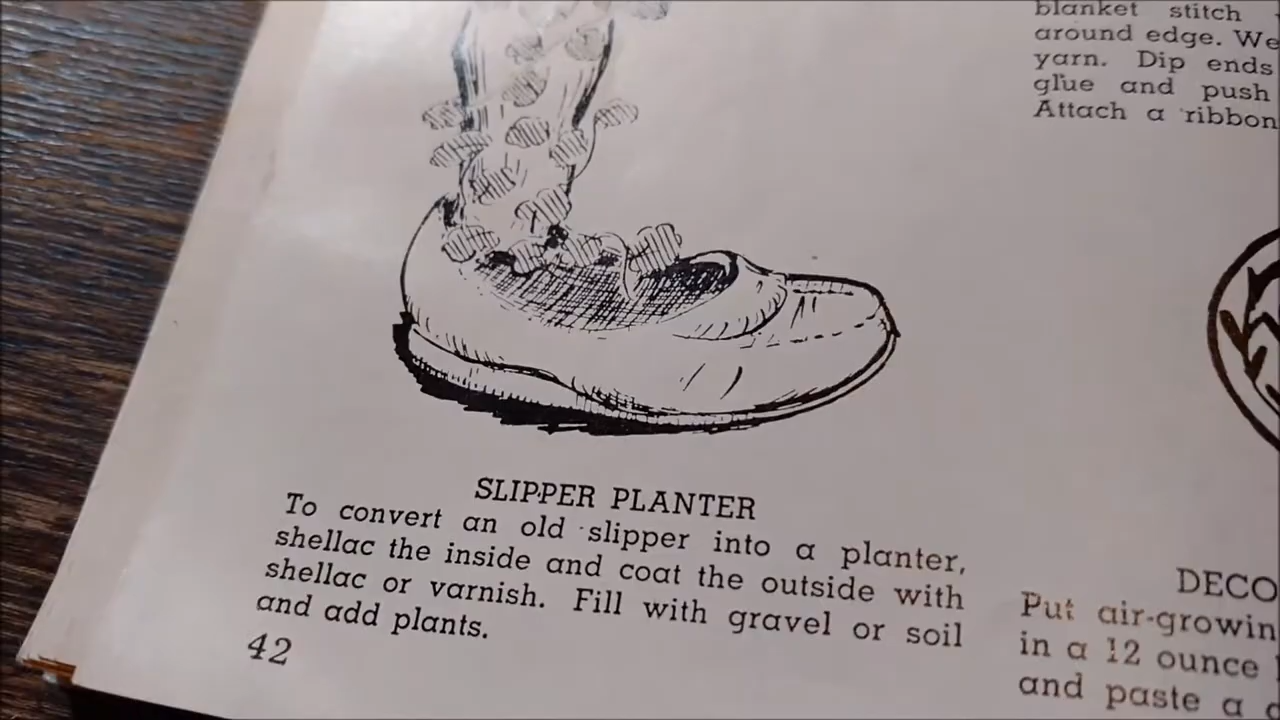 blanket stitch
around edge. We
yarn. Dip ends
glue and push
Attach a ribbon
SLIPPER PLANTER
To convert an old slipper into a planter,
shellac the inside and coat the outside with
shellac or varnish. Fill with gravel or soil
and add plants.
42
DECO
Put air-growin
in a 12 ounce
and paste a